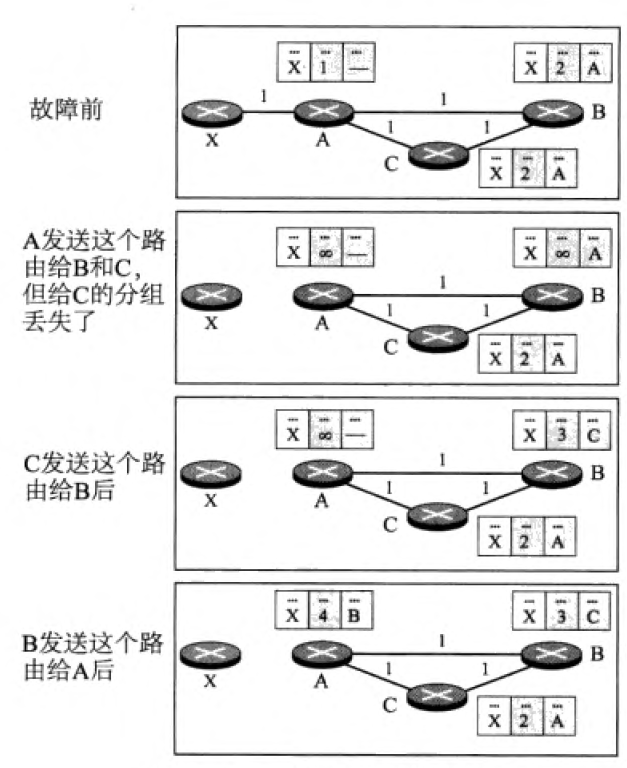 故障前
X 1 —
X 2 A
1
1
1
1
X
A
B
C
X 2 A
A发送这个路
由给B和C,
但给C的分组
丢失了
X ∞ —
X ∞ A
1
1
1
X
A
B
C
X 2 A
C发送这个路
由给B后
X ∞ —
X 3 C
1
1
1
X
A
B
C
X 2 A
B发送这个路
由给A后
X 4 B
X 3 C
1
1
1
X
A
B
C
X 2 A